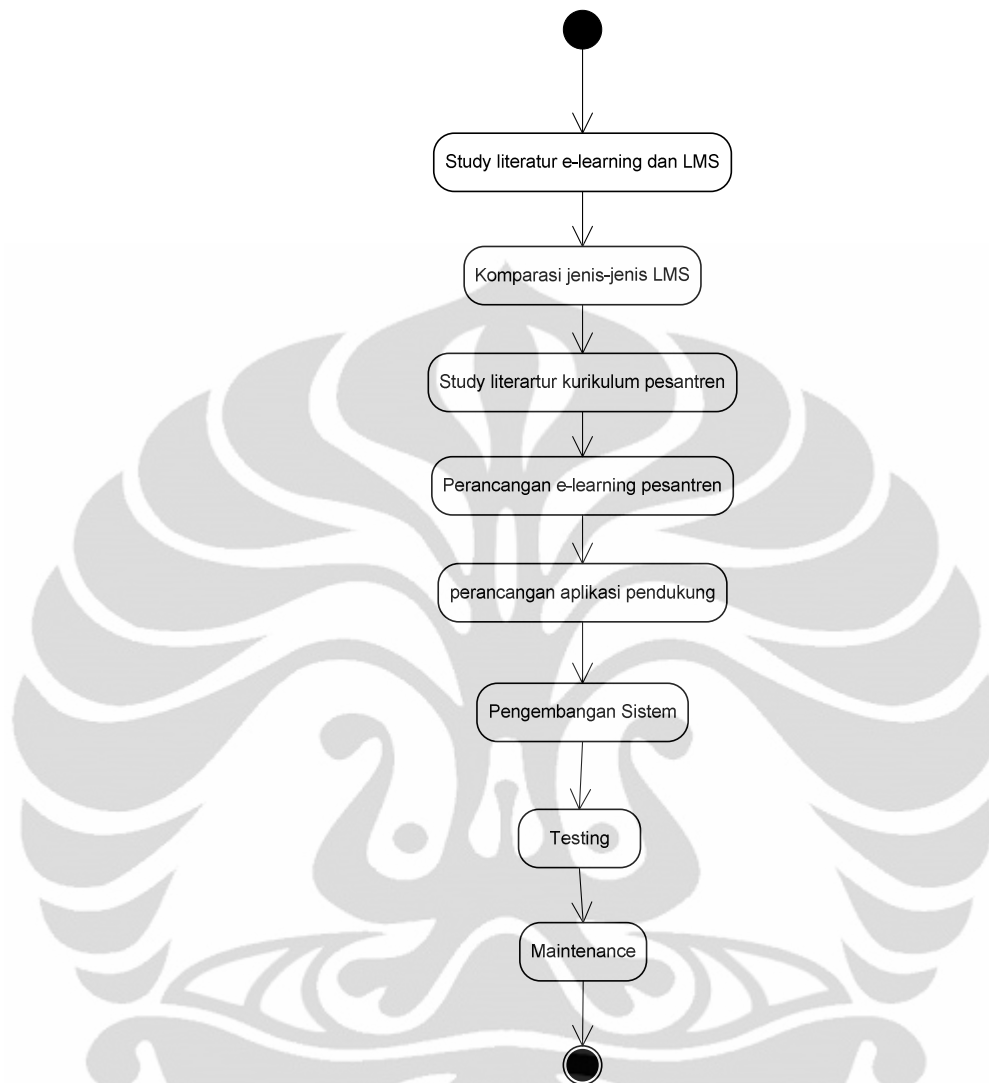 Study literatur e-learning dan LMS
Komparasi jenis-jenis LMS
Study literartur kurikulum pesantren
Perancangan e-learning pesantren
perancangan aplikasi pendukung
Pengembangan Sistem
Testing
Maintenance